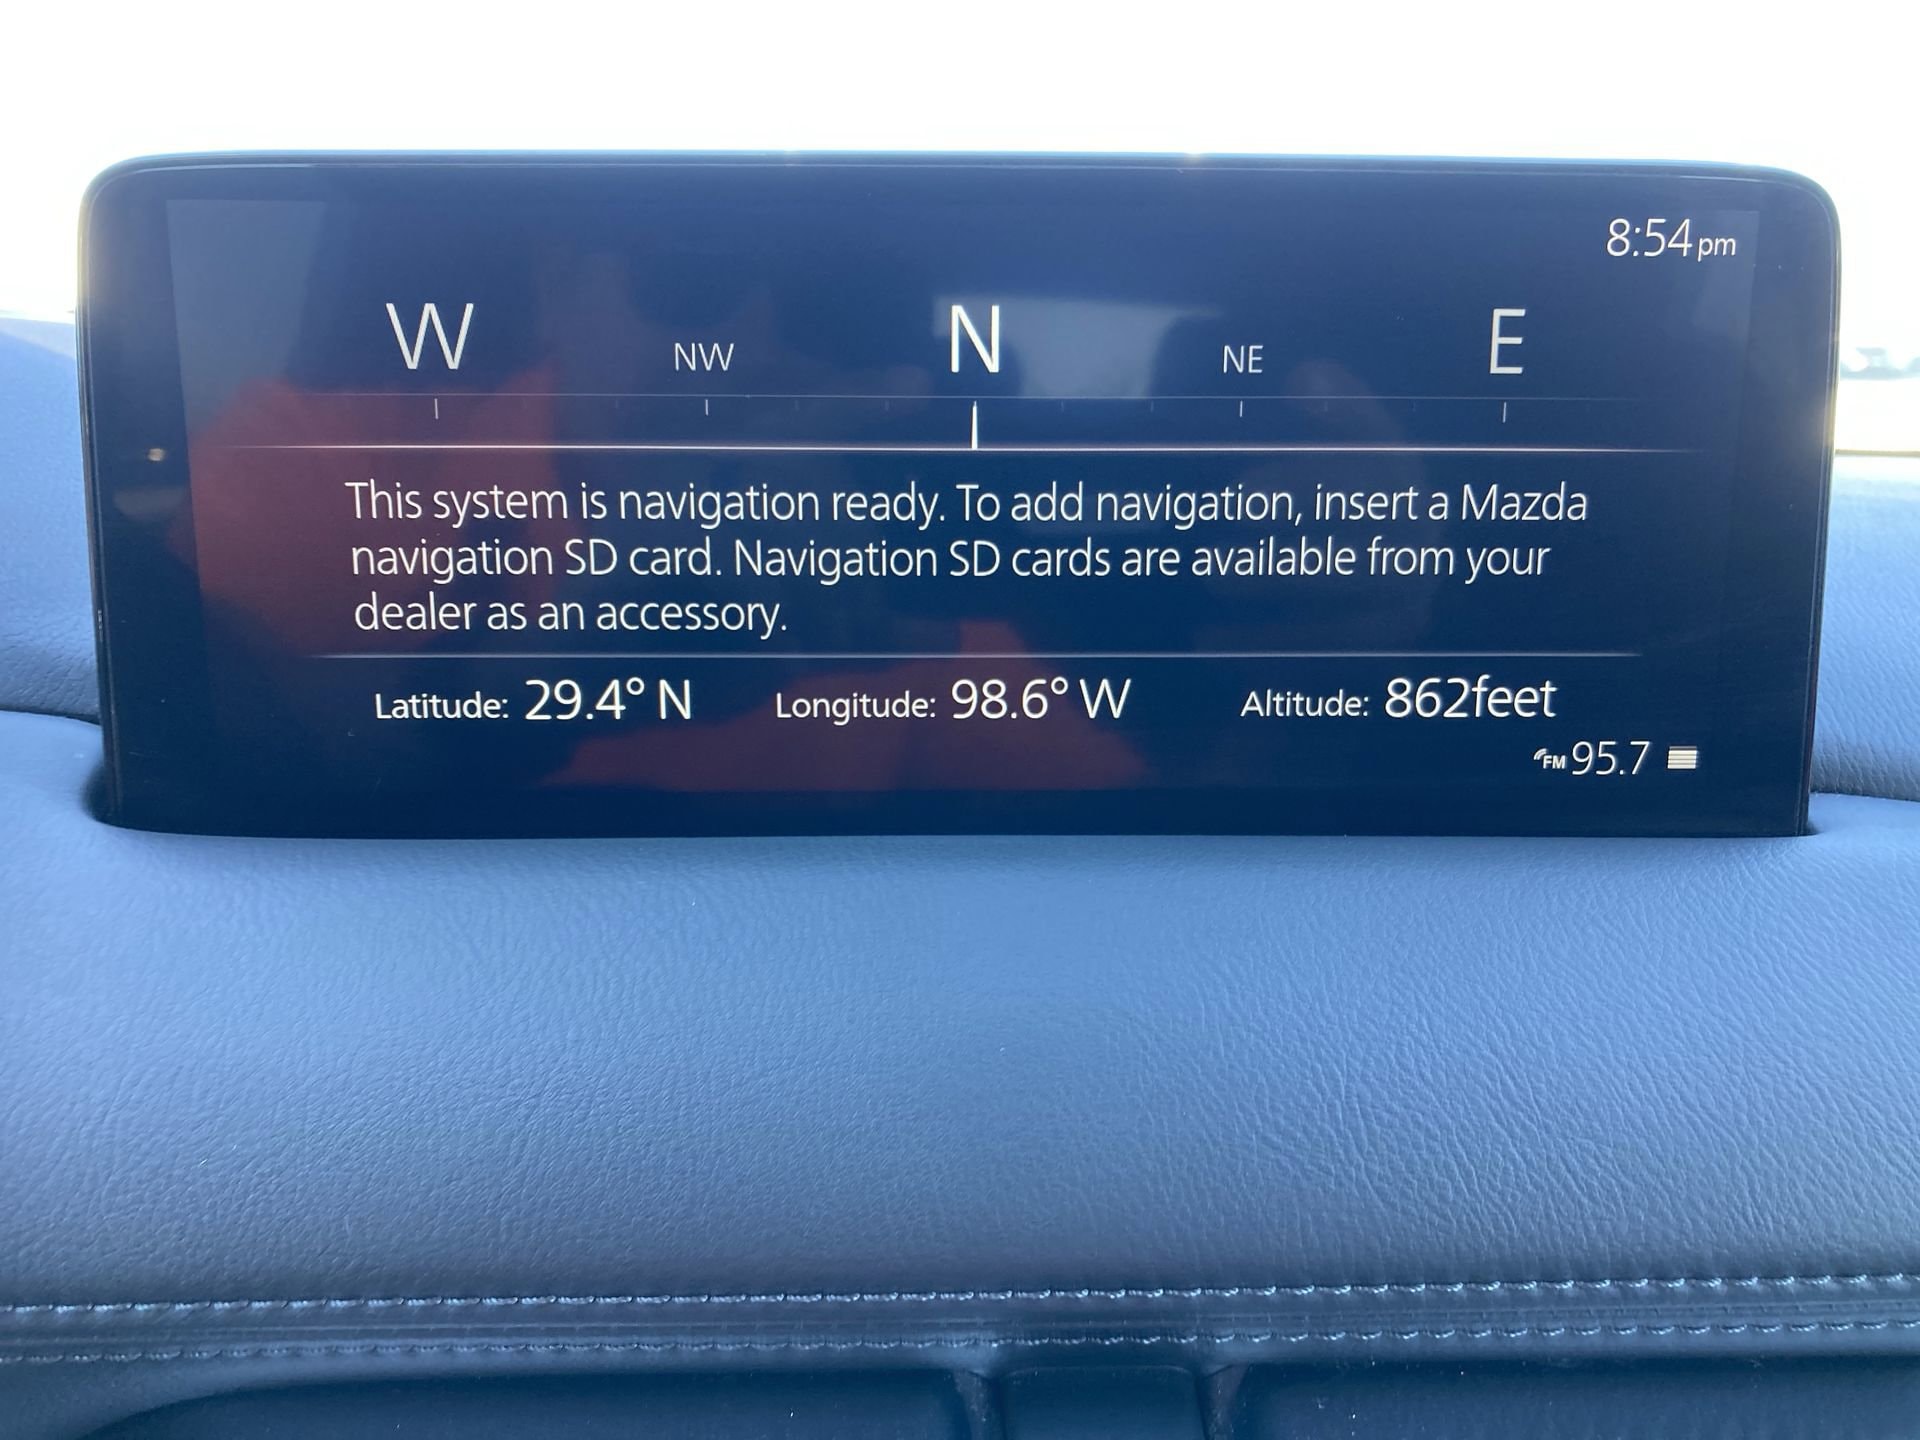 8:54pm
W NW N NE E
This system is navigation ready. To add navigation, insert a Mazda
navigation SD card. Navigation SD cards are available from your
dealer as an accessory.
Latitude: 29.4° N Longitude: 98.6° W Altitude: 862feet
FM 95.7